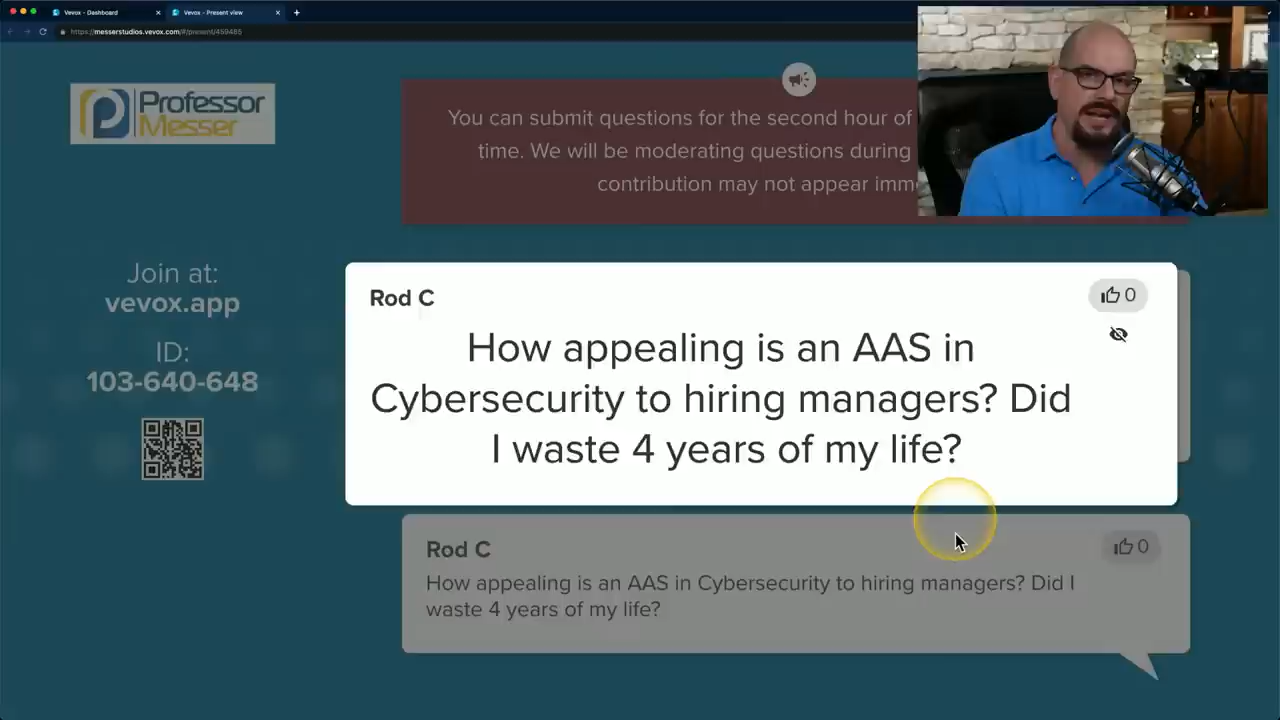 Vevox - Dashboard
Vevox - Present view
https://messerstudios.vevox.com/#/present/459485
Professor
Messer
You can submit questions for the second hour of
time. We will be moderating questions during
contribution may not appear imm
Join at:
vevox.app
ID:
103-640-648
Rod C
0
How appealing is an AAS in
Cybersecurity to hiring managers? Did
I waste 4 years of my life?
Rod C
0
How appealing is an AAS in Cybersecurity to hiring managers? Did I
waste 4 years of my life?